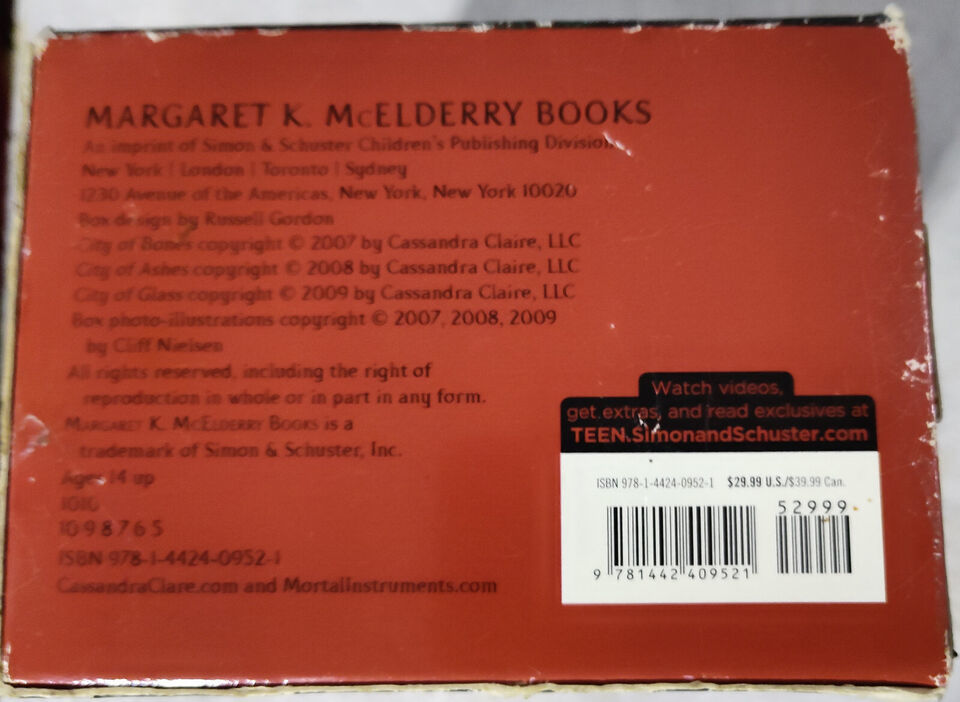 MARGARET K. McELDERRY BOOKS
An imprint of Simon & Schuster Children's Publishing Division
New York | London | Toronto | Sydney
1230 Avenue of the Americas, New York, New York 10020
Box design by Russell Gordon
City of Bones copyright © 2007 by Cassandra Claire, LLC
City of Ashes copyright © 2008 by Cassandra Claire, LLC
City of Glass copyright © 2009 by Cassandra Claire, LLC
Box photo-illustrations copyright © 2007, 2008, 2009
by Cliff Nielsen
All rights reserved, including the right of
reproduction in whole or in part in any form.
MARGARET K. MCELDERRY BOOKS is a
trademark of Simon & Schuster, Inc.
Ages 14 up
1010
10 9 8 7 6 5
ISBN 978-1-4424-0952-1
CassandraClare.com and MortalInstruments.com
Watch videos,
get extras, and read exclusives at
TEEN.SimonandSchuster.com
ISBN 978-1-4424-0952-1 $29.99 U.S./$39.99 Can.
52999
9 781442 409521